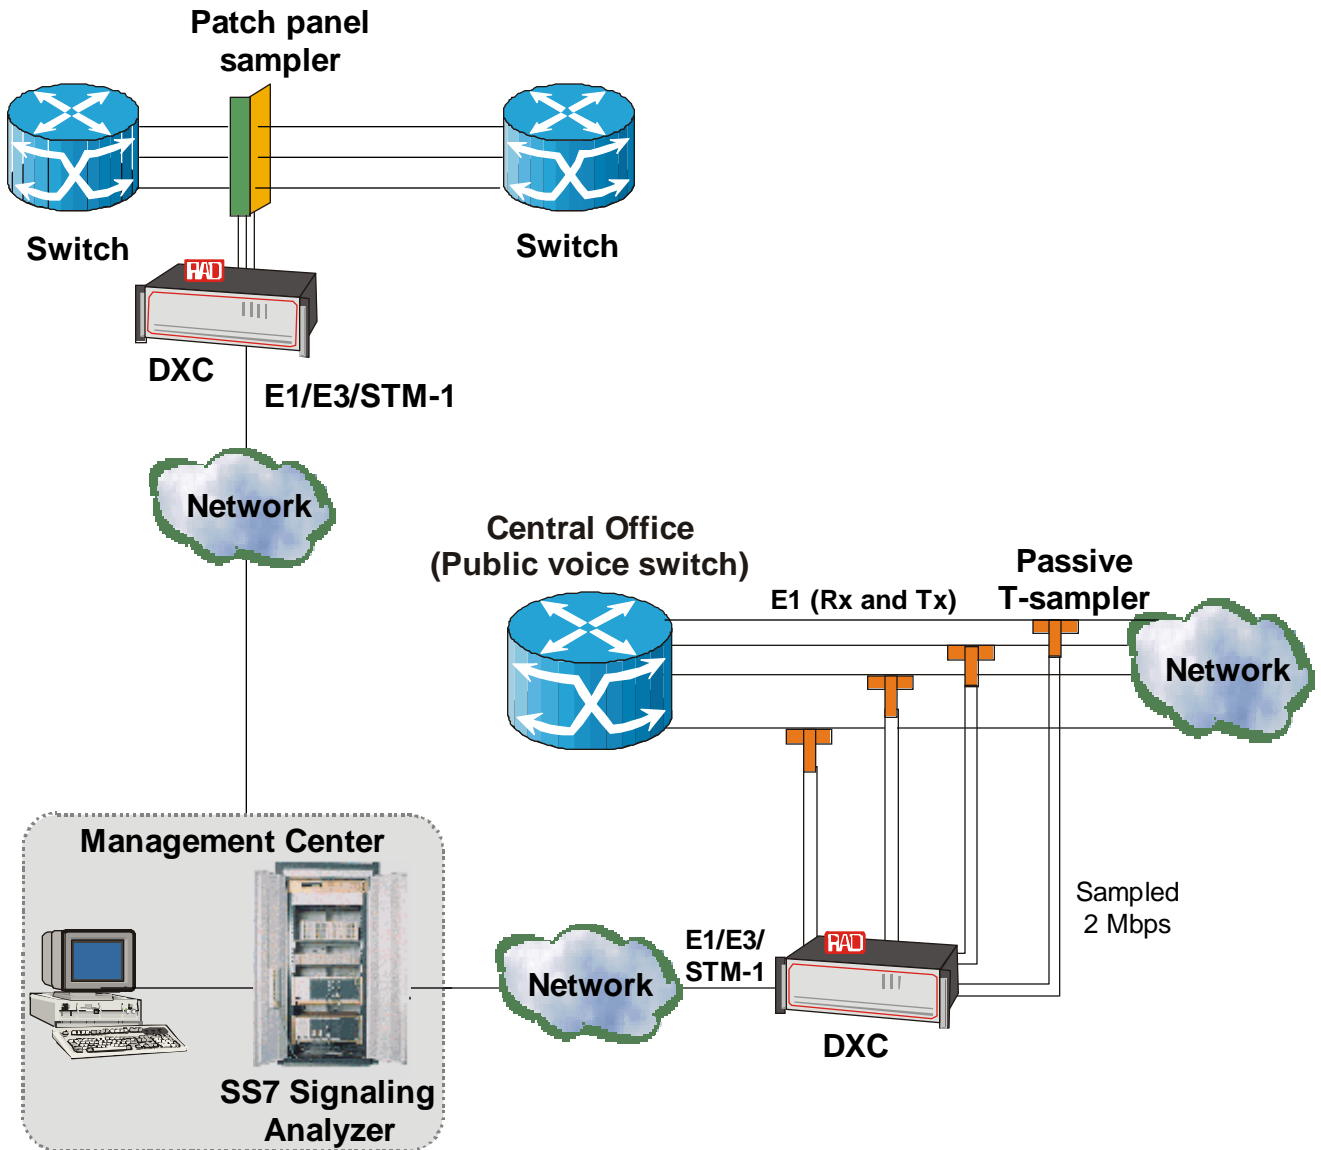 Patch panel
sampler
Switch
Switch
RAD
DXC
E1/E3/STM-1
Network
Central Office
(Public voice switch)
E1 (Rx and Tx)
Passive
T-sampler
Network
Management Center
SS7 Signaling
Analyzer
Network
E1/E3/
STM-1
RAD
DXC
Sampled
2 Mbps